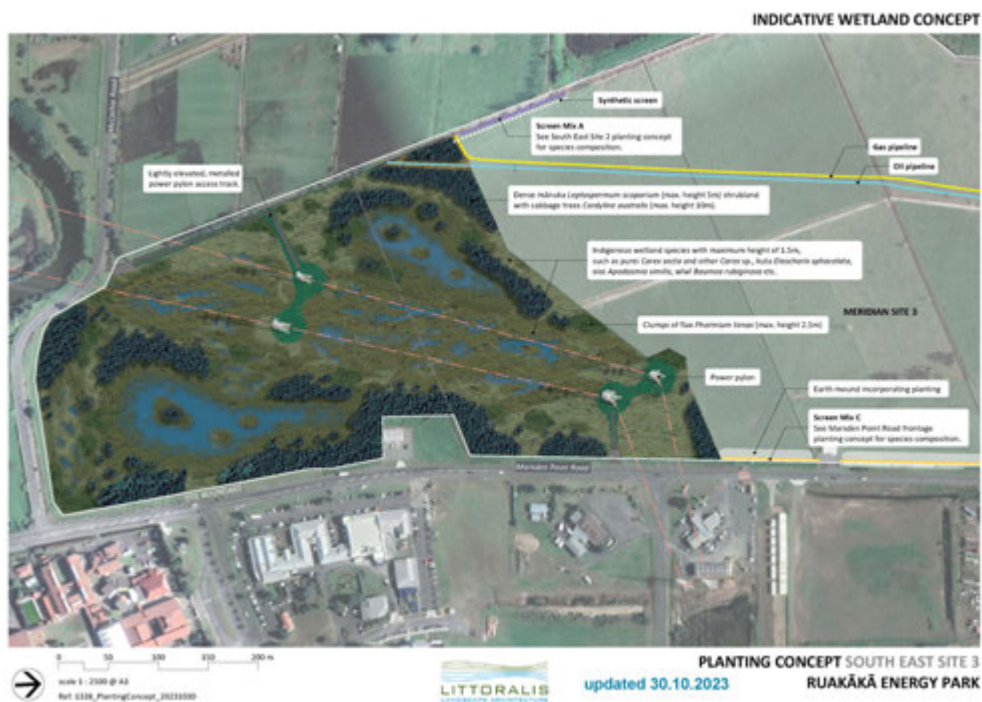 INDICATIVE WETLAND CONCEPT
Synthetic screen
Screen Mix A
See South East Site 2 planting concept
for species composition.
Gas pipeline
Oil pipeline
Lightly elevated, metalled
power pylon access track.
Dense mānuka Leptospermum scoparium (max. height 5m) shrubland
with cabbage trees Cordyline australis (max. height 10m).
Indigenous wetland species with maximum height of 1.5m,
such as purei Carex secta and other Carex sp., kuta Eleocharis sphacelata,
oioi Apodasmia similis, wiwi Baumea rubiginosa etc.
MERIDIAN SITE 3
Clumps of flax Phormium tenax (max. height 2.5m)
Power pylon
Earth mound incorporating planting
Screen Mix C
See Marsden Point Road frontage
planting concept for species composition.
Marsden Point Road
0 50 100 150 200 m
scale 1 : 2500 @ A3
Ref: 1336_PlantingConcept_20231030
LITTORALIS
LANDSCAPE ARCHITECTURE
updated 30.10.2023
PLANTING CONCEPT SOUTH EAST SITE 3
RUAKĀKĀ ENERGY PARK